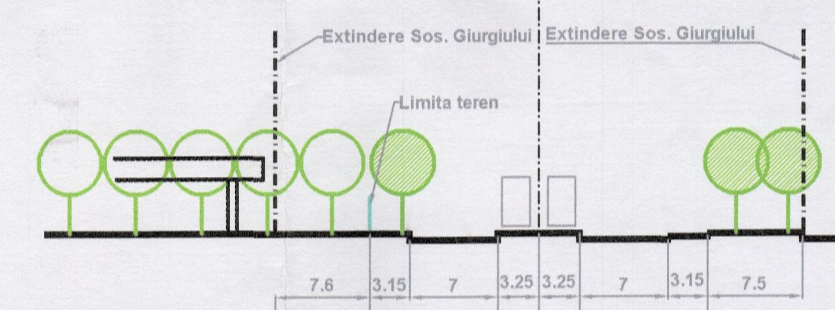 Extindere Sos. Giurgiului
Extindere Sos. Giurgiului
Limita teren
7.6
3.15
7
3.25
3.25
7
3.15
7.5